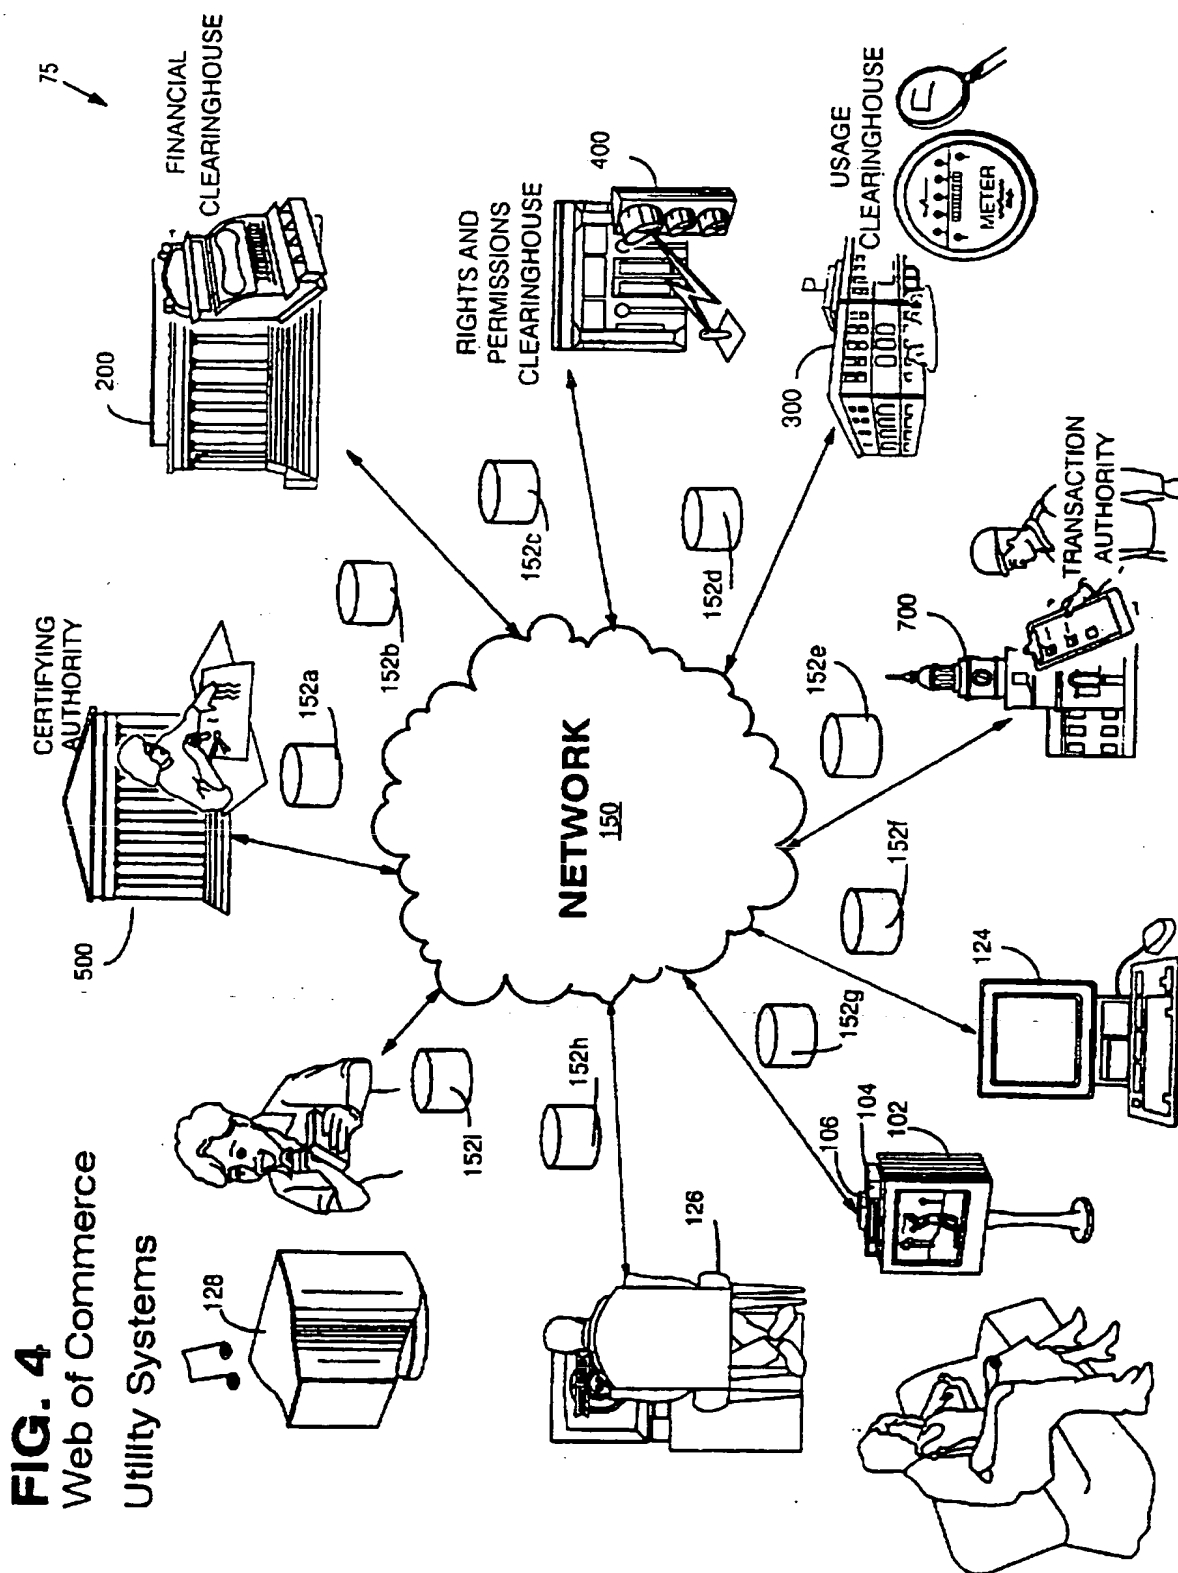 FIG. 4
Web of Commerce
Utility Systems
75
128
500
CERTIFYING
AUTHORITY
200
FINANCIAL
CLEARINGHOUSE
152a
152b
152c
RIGHTS AND
PERMISSIONS
CLEARINGHOUSE
400
152i
152h
NETWORK
150
152d
300
USAGE
CLEARINGHOUSE
METER
126
152g
152f
152e
106
104
102
124
700
TRANSACTION
AUTHORITY